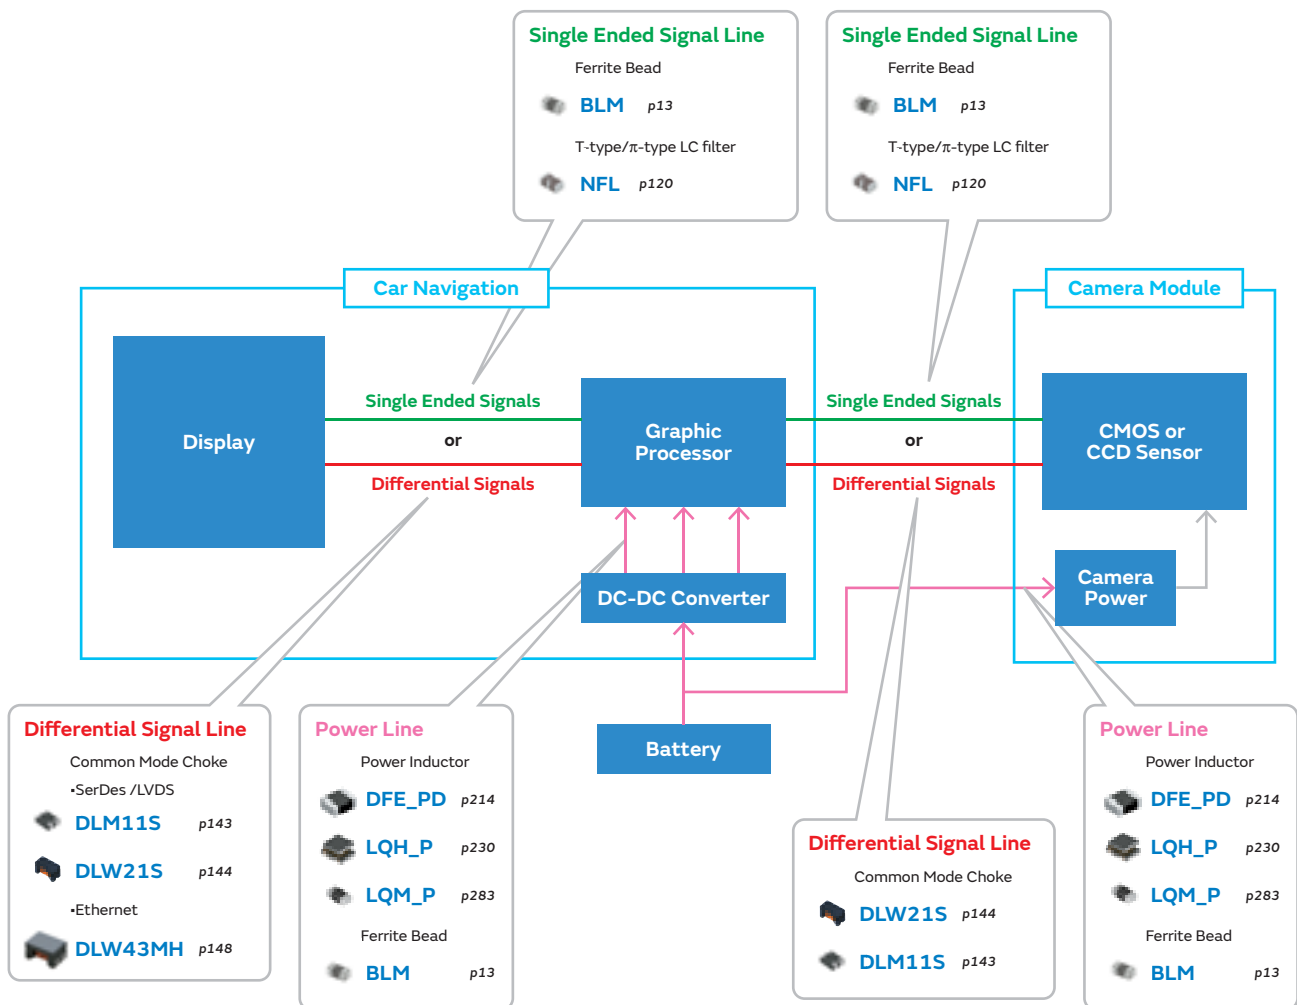 Single Ended Signal Line
Ferrite Bead
BLM p13
T-type/π-type LC filter
NFL p120
Single Ended Signal Line
Ferrite Bead
BLM p13
T-type/π-type LC filter
NFL p120
Car Navigation
Camera Module
Display
Single Ended Signals
or
Differential Signals
Graphic
Processor
Single Ended Signals
or
Differential Signals
CMOS or
CCD Sensor
DC-DC Converter
Camera
Power
Battery
Differential Signal Line
Common Mode Choke
•SerDes /LVDS
DLM11S p143
DLW21S p144
•Ethernet
DLW43MH p148
Power Line
Power Inductor
DFE_PD p214
LQH_P p230
LQM_P p283
Ferrite Bead
BLM p13
Differential Signal Line
Common Mode Choke
DLW21S p144
DLM11S p143
Power Line
Power Inductor
DFE_PD p214
LQH_P p230
LQM_P p283
Ferrite Bead
BLM p13